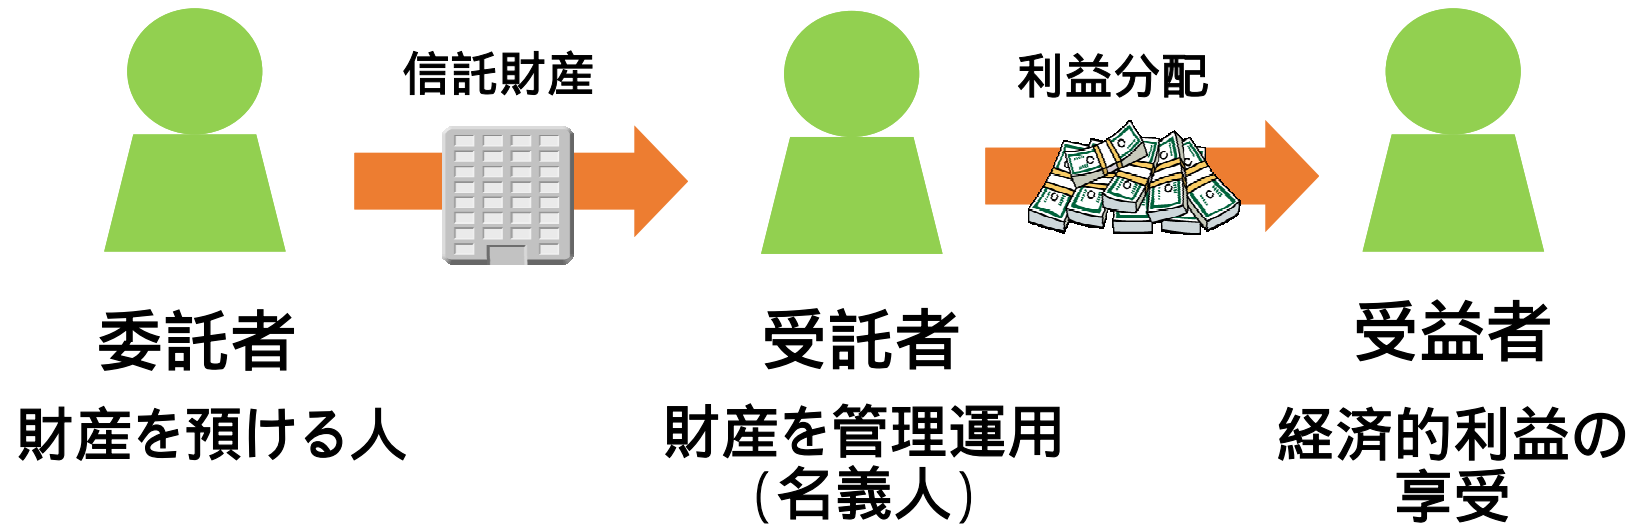 信託財産
利益分配
委託者
受託者
受益者
財産を預ける人
財産を管理運用
(名義人)
経済的利益の
享受